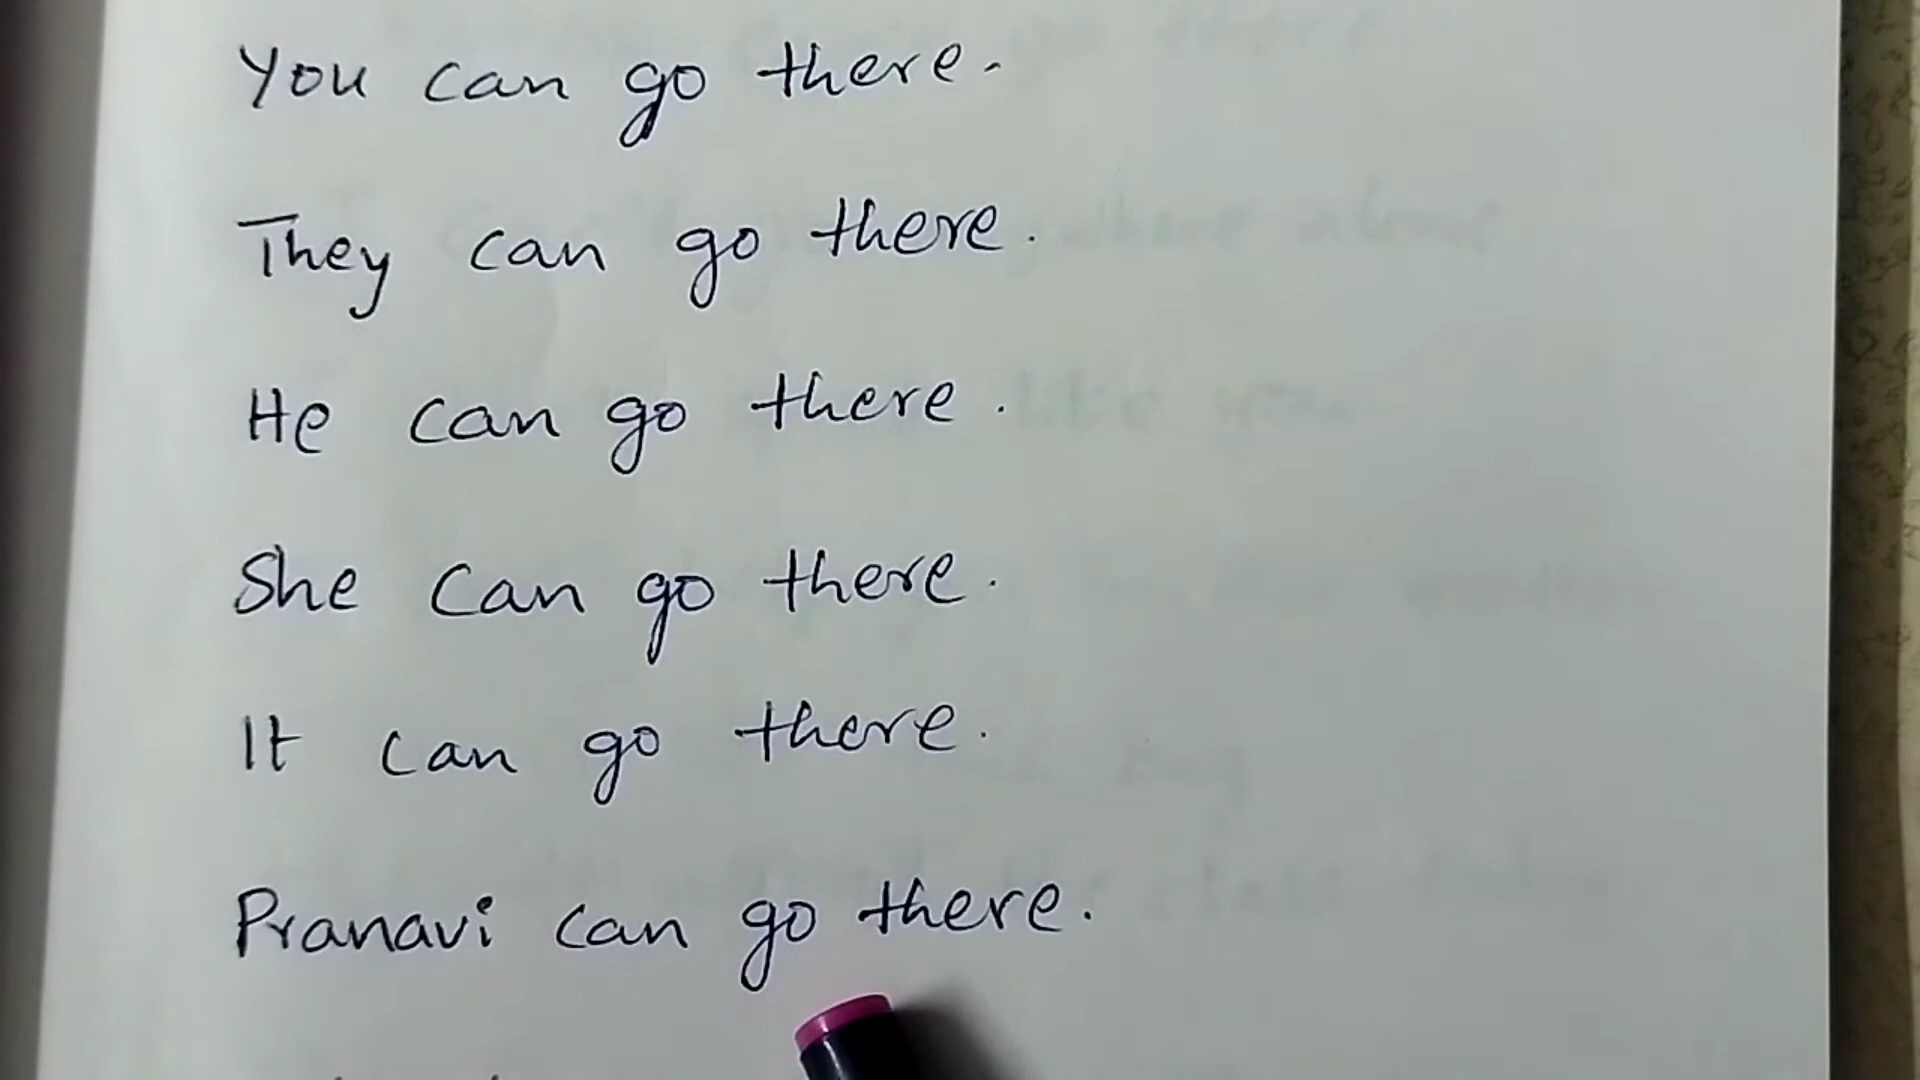 You can go there.
They can go there.
He can go there.
She can go there.
It can go there.
Pranavi can go there.